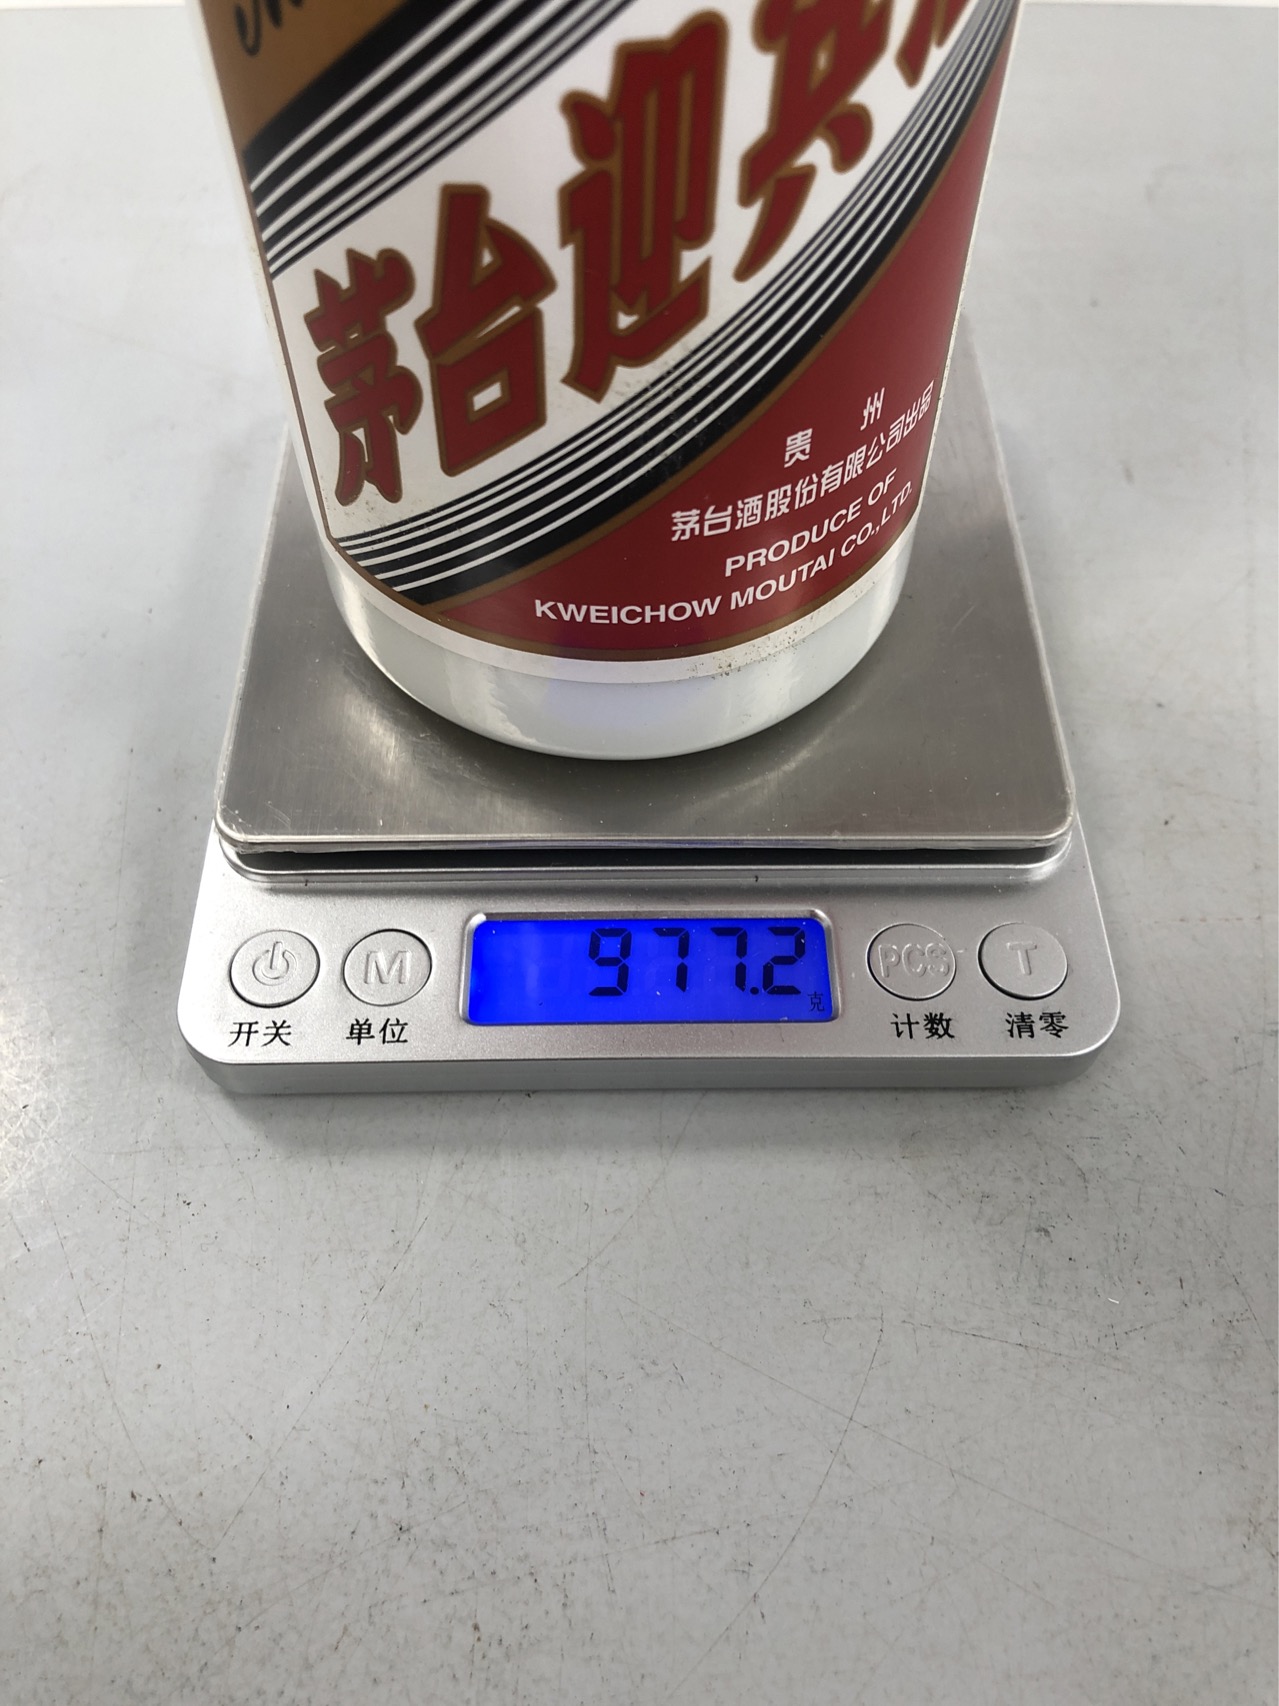 茅台迎宾
贵州
茅台酒股份有限公司出品
PRODUCE OF
KWEICHOW MOUTAI CO.,LTD.
977.2
克
M
PCS
T
开关
单位
计数
清零